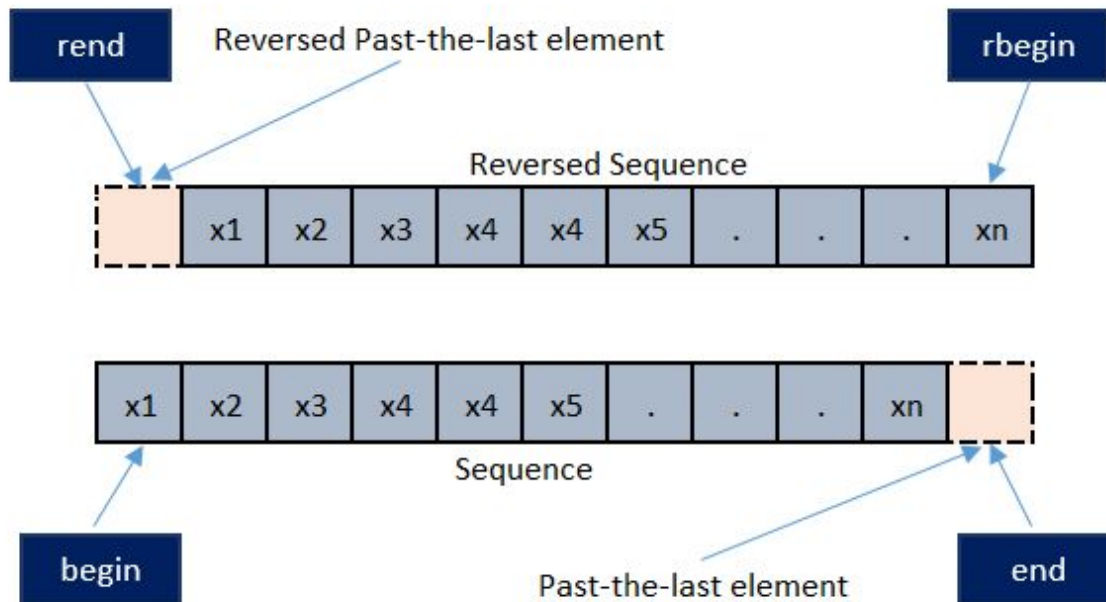 rend
Reversed Past-the-last element
rbegin
Reversed Sequence
x1 x2 x3 x4 x4 x5 . . . xn
x1 x2 x3 x4 x4 x5 . . . xn
Sequence
begin
Past-the-last element
end